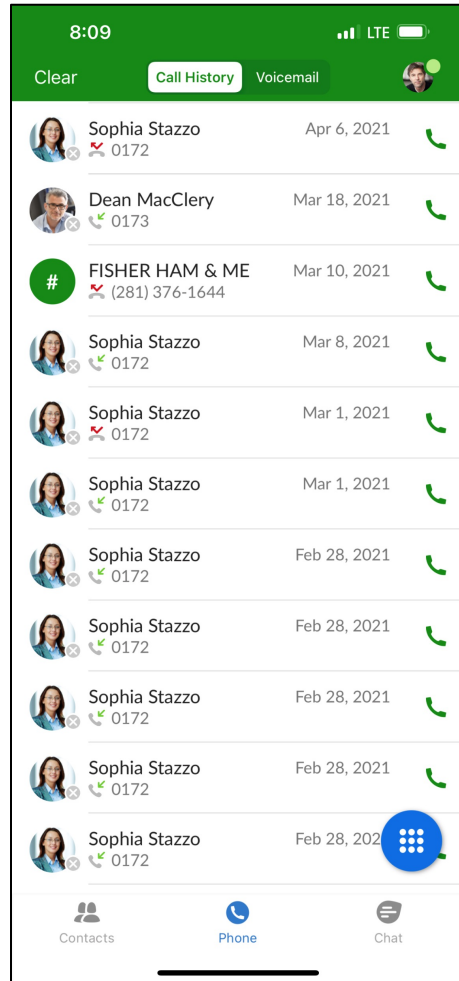 8:09 LTE
Clear Call History Voicemail
Sophia Stazzo Apr 6, 2021
0172
Dean MacClery Mar 18, 2021
0173
# FISHER HAM & ME Mar 10, 2021
(281) 376-1644
Sophia Stazzo Mar 8, 2021
0172
Sophia Stazzo Mar 1, 2021
0172
Sophia Stazzo Mar 1, 2021
0172
Sophia Stazzo Feb 28, 2021
0172
Sophia Stazzo Feb 28, 2021
0172
Sophia Stazzo Feb 28, 2021
0172
Sophia Stazzo Feb 28, 2021
0172
Sophia Stazzo Feb 28, 202
0172
Contacts Phone Chat